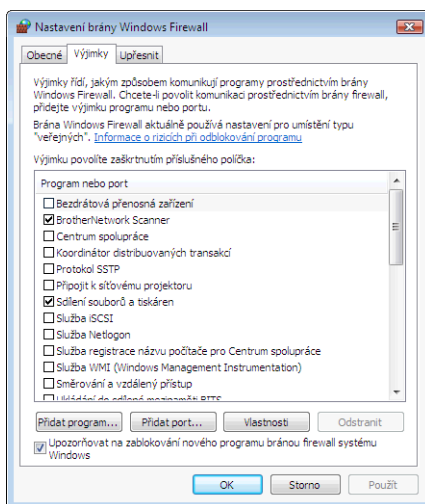 Nastavení brány Windows Firewall
Obecné Výjimky Upřesnit
Výjimky řídí, jakým způsobem komunikují programy prostřednictvím brány
Windows Firewall. Chcete-li povolit komunikaci prostřednictvím brány firewall,
přidejte výjimku programu nebo portu.
Brána Windows Firewall aktuálně používá nastavení pro umístění typu
"veřejných". Informace o rizicích při odblokování programu
Výjimku povolíte zaškrtnutím příslušného políčka:
Program nebo port
Bezdrátová přenosná zařízení
BrotherNetwork Scanner
Centrum spolupráce
Koordinátor distribuovaných transakcí
Protokol SSTP
Připojit k síťovému projektoru
Sdílení souborů a tiskáren
Služba iSCSI
Služba Netlogon
Služba registrace názvu počítače pro Centrum spolupráce
Služba WMI (Windows Management Instrumentation)
Směrování a vzdálený přístup
Ukládání do sdílené mezipaměti BITS
Přidat program... Přidat port... Vlastnosti Odstranit
Upozorňovat na zablokování nového programu bránou firewall systému
Windows
OK Storno Použít